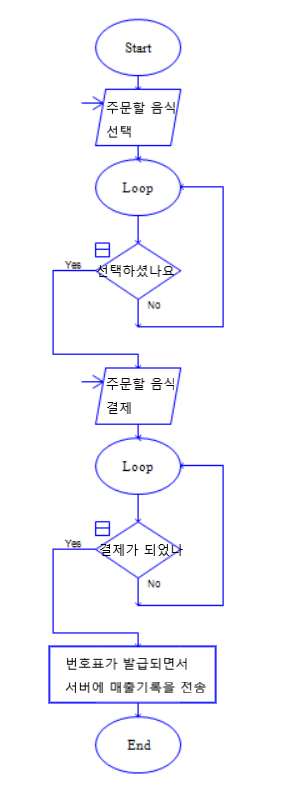 Start
주문할 음식
선택
Loop
Yes
선택하셨나요
No
주문할 음식
결제
Loop
Yes
결제가 되었나
No
번호표가 발급되면서
서버에 매출기록을 전송
End